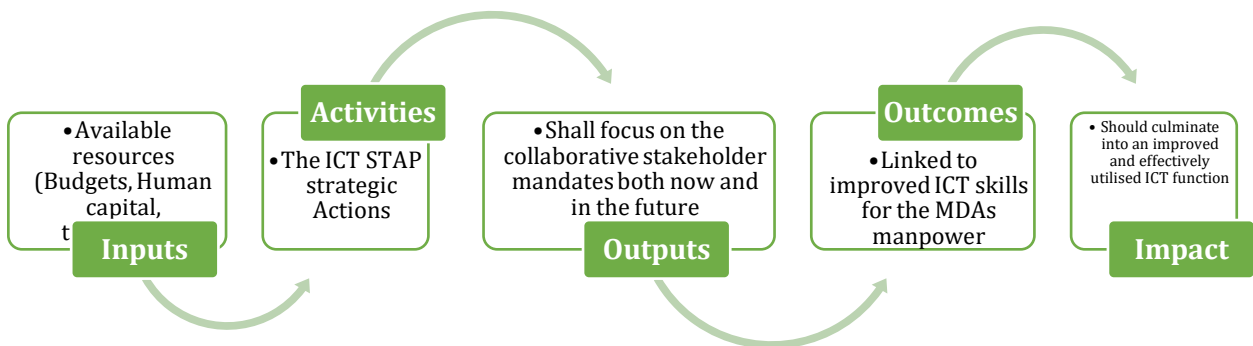 •Available
resources
(Budgets, Human
capital,
Inputs
Activities
•The ICT STAP
strategic
Actions
•Shall focus on the
collaborative stakeholder
mandates both now and
in the future
Outputs
Outcomes
•Linked to
improved ICT skills
for the MDAs
manpower
• Should culminate
into an improved
and effectively
utilised ICT function
Impact